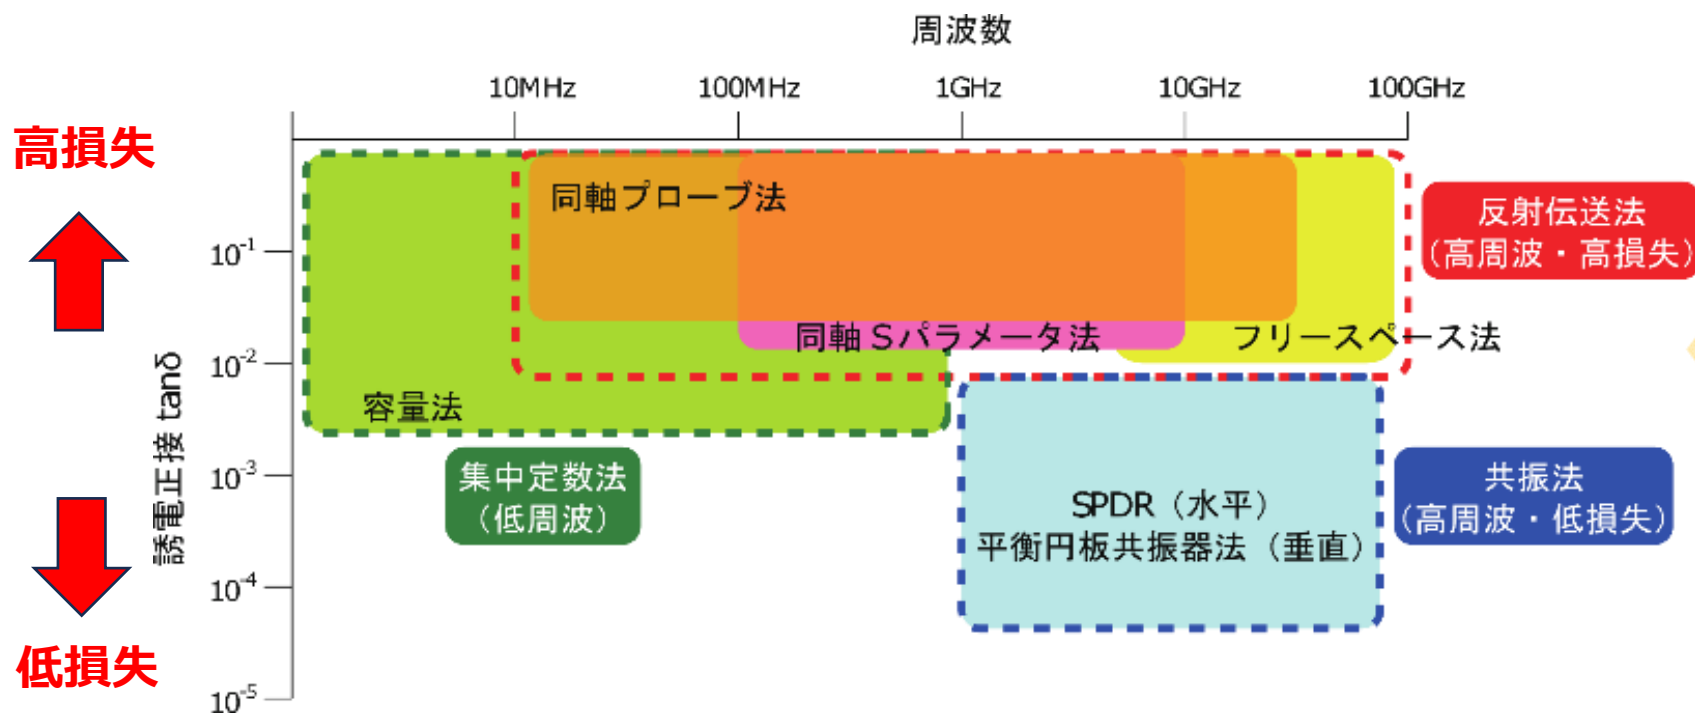 周波数
10MHz
100MHz
1GHz
10GHz
100GHz
高損失
同軸プローブ法
反射伝送法
(高周波・高損失)
10-1
同軸Sパラメータ法
フリースペース法
10-2
容量法
誘電正接 tanδ
集中定数法
(低周波)
10-3
SPDR(水平)
平衡円板共振器法(垂直)
共振法
(高周波・低損失)
10-4
低損失
10-5